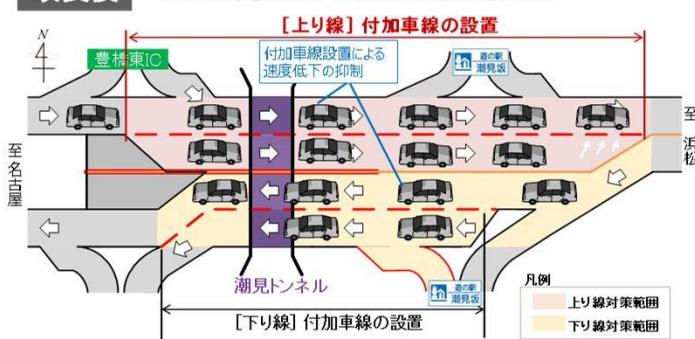 [上り線] 付加車線の設置
N
豊橋東IC
付加車線設置による
速度低下の抑制
道の駅
潮見坂
至名古屋
至浜松
潮見トンネル
道の駅
潮見坂
[下り線] 付加車線の設置
凡例
上り線対策範囲
下り線対策範囲